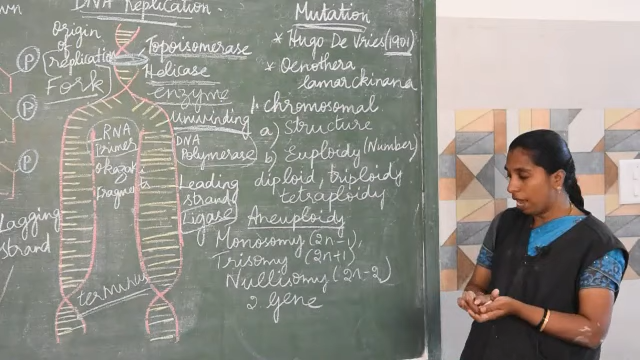 DNA Replication
Origin
of
replication
Fork
Topoisomerase
Helicase
enzyme
unwinding
DNA
Polymerase
RNA
Primer
okazaki
fragments
Leading
strand
Ligase
Lagging
strand
terminus
P
P
P
Mutation
* Hugo De Vries (1901)
* Oenothera
lamarckinana
1. chromosomal
a) Structure
b) Euploidy (Number)
diploid, triploidy
tetraploidy
Aneuploidy
Monosomy (2n-1),
Trisomy (2n+1)
Nullisomy (2n-2)
2 Gene